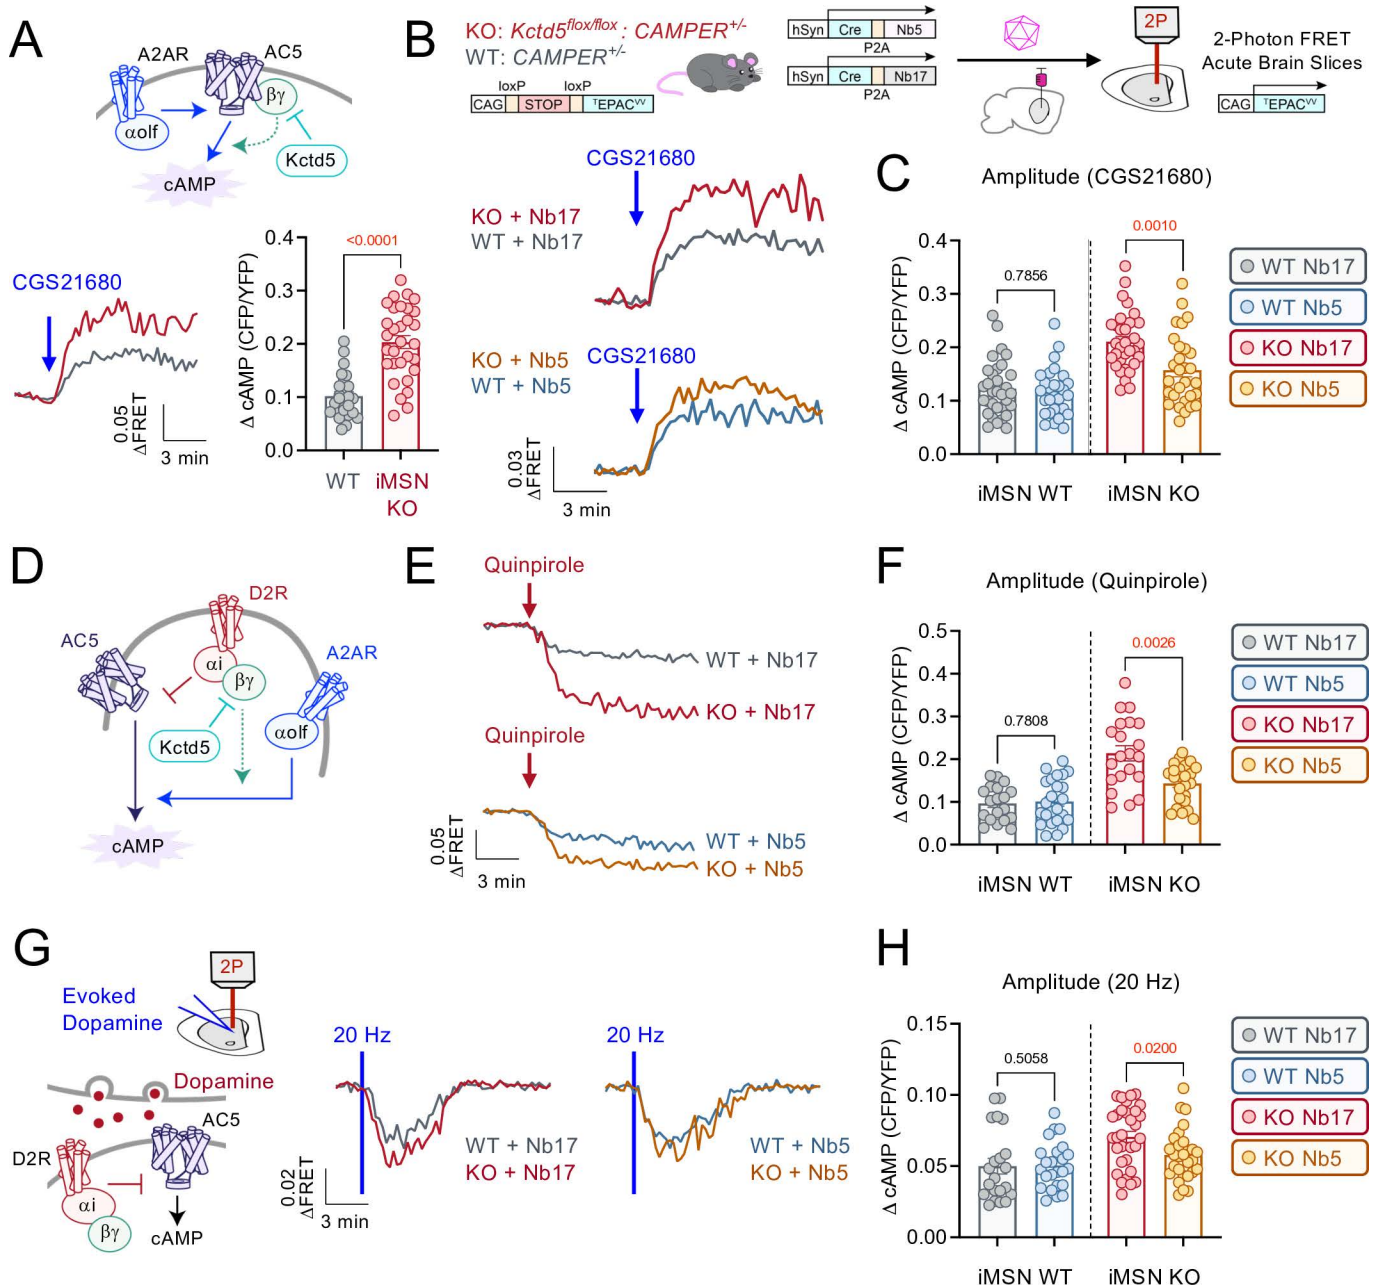 A
A2AR
AC5
βγ
αolf
Kctd5
cAMP
CGS21680
0.05
ΔFRET
3 min
Δ cAMP (CFP/YFP)
0.4
0.3
0.2
0.1
0.0
<0.0001
WT
iMSN
KO
B
KO: Kctd5flox/flox : CAMPER+/-
WT: CAMPER+/-
loxP
loxP
CAG
STOP
TEPACVV
hSyn
Cre
Nb5
P2A
hSyn
Cre
Nb17
P2A
2P
2-Photon FRET
Acute Brain Slices
CAG
TEPACVV
CGS21680
KO + Nb17
WT + Nb17
KO + Nb5
WT + Nb5
CGS21680
0.03
ΔFRET
3 min
C
Amplitude (CGS21680)
Δ cAMP (CFP/YFP)
0.4
0.3
0.2
0.1
0.0
0.7856
0.0010
iMSN WT
iMSN KO
WT Nb17
WT Nb5
KO Nb17
KO Nb5
D
D2R
AC5
A2AR
αi
βγ
Kctd5
αolf
cAMP
E
Quinpirole
WT + Nb17
KO + Nb17
Quinpirole
WT + Nb5
KO + Nb5
0.05
ΔFRET
3 min
F
Amplitude (Quinpirole)
Δ cAMP (CFP/YFP)
0.5
0.4
0.3
0.2
0.1
0.0
0.7808
0.0026
iMSN WT
iMSN KO
WT Nb17
WT Nb5
KO Nb17
KO Nb5
G
2P
Evoked
Dopamine
Dopamine
AC5
D2R
αi
βγ
cAMP
20 Hz
WT + Nb17
KO + Nb17
0.02
ΔFRET
3 min
20 Hz
WT + Nb5
KO + Nb5
H
Amplitude (20 Hz)
Δ cAMP (CFP/YFP)
0.15
0.10
0.05
0.00
0.5058
0.0200
iMSN WT
iMSN KO
WT Nb17
WT Nb5
KO Nb17
KO Nb5